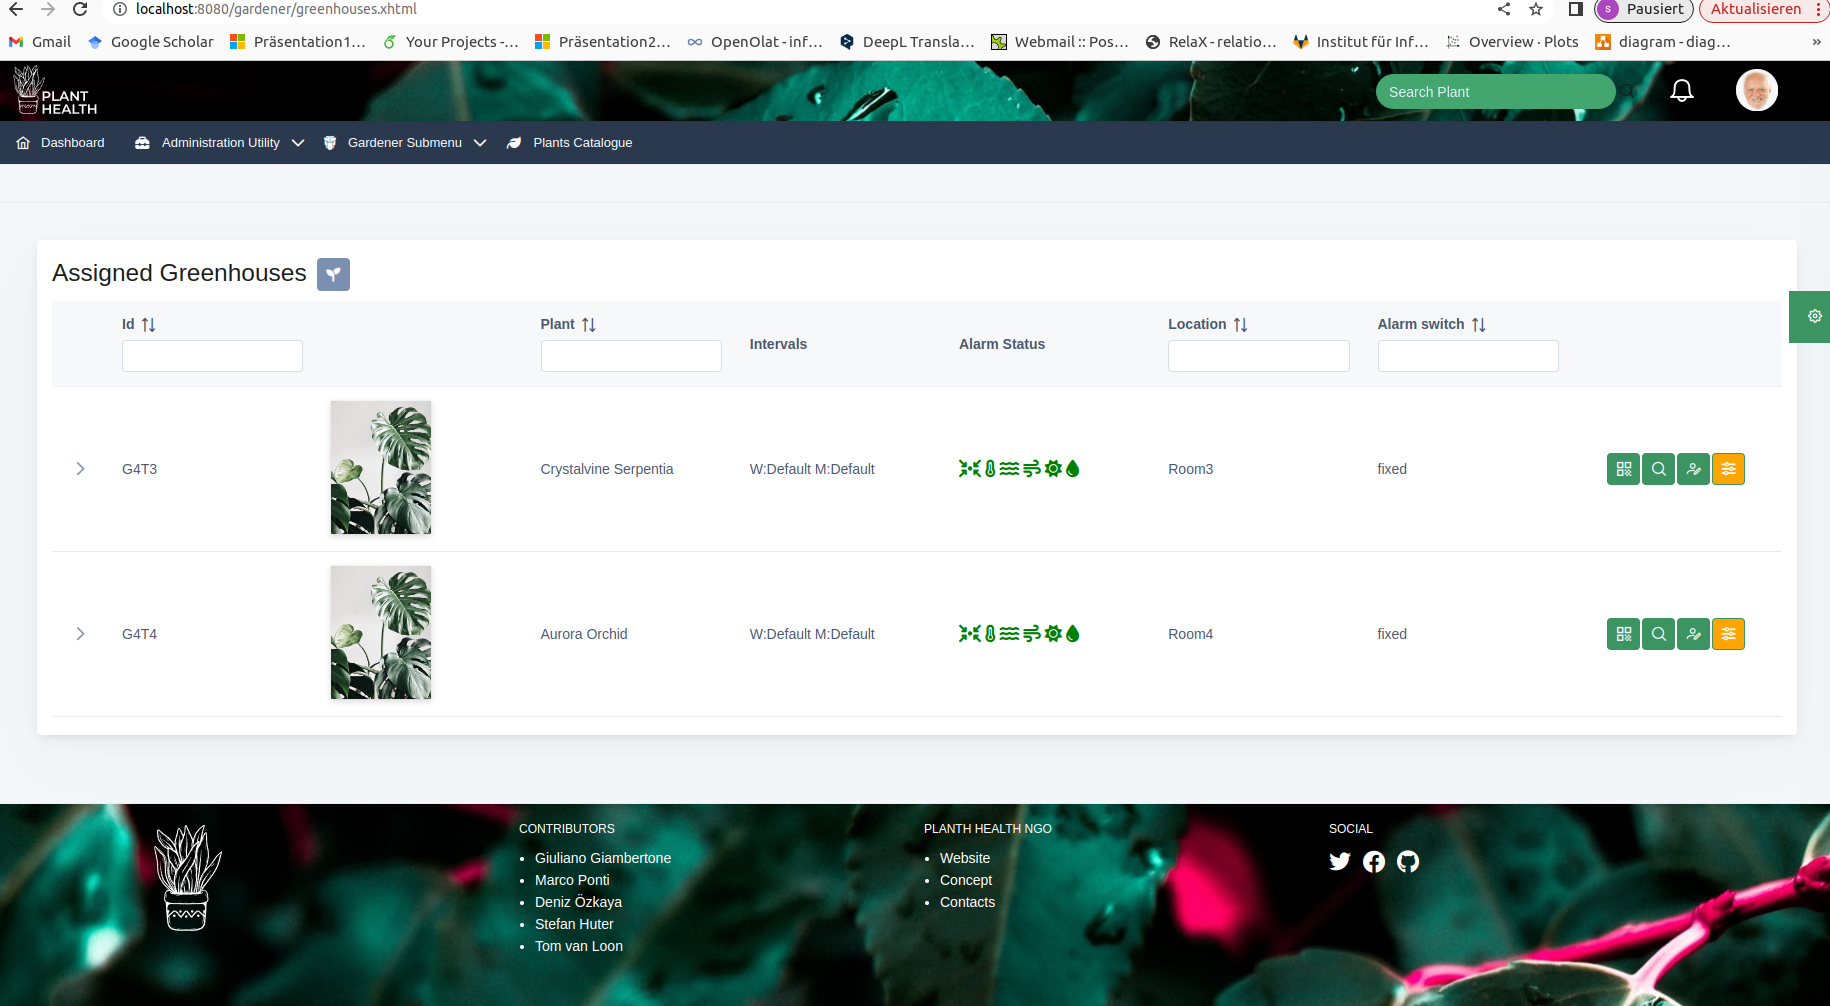 localhost:8080/gardener/greenhouses.xhtml
S Pausiert Aktualisieren
Gmail Google Scholar Präsentation1... Your Projects -... Präsentation2... OpenOlat - inf... DeepL Transla... Webmail :: Pos... RelaX - relatio... Institut für Inf... Overview · Plots diagram - diag... »
PLANT
HEALTH
Search Plant
Dashboard Administration Utility Gardener Submenu Plants Catalogue
Assigned Greenhouses
Id Plant Intervals Alarm Status Location Alarm switch
G4T3 Crystalvine Serpentia W:Default M:Default Room3 fixed
G4T4 Aurora Orchid W:Default M:Default Room4 fixed
CONTRIBUTORS
• Giuliano Giambertone
• Marco Ponti
• Deniz Özkaya
• Stefan Huter
• Tom van Loon
PLANTH HEALTH NGO
• Website
• Concept
• Contacts
SOCIAL